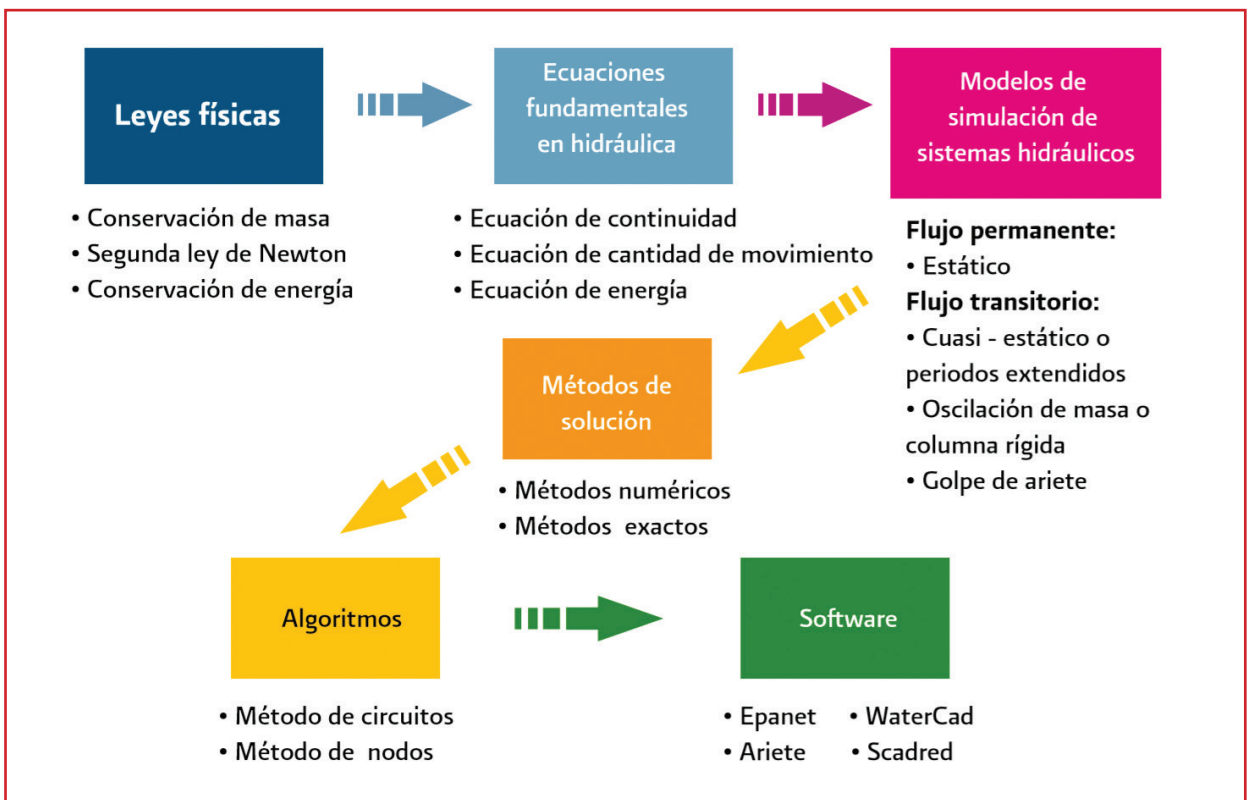 Leyes físicas
• Conservación de masa
• Segunda ley de Newton
• Conservación de energía
Ecuaciones
fundamentales
en hidráulica
• Ecuación de continuidad
• Ecuación de cantidad de movimiento
• Ecuación de energía
Modelos de
simulación de
sistemas hidráulicos
Flujo permanente:
• Estático
Flujo transitorio:
• Cuasi - estático o
periodos extendidos
• Oscilación de masa o
columna rígida
• Golpe de ariete
Métodos de
solución
• Métodos numéricos
• Métodos exactos
Algoritmos
• Método de circuitos
• Método de nodos
Software
• Epanet • WaterCad
• Ariete • Scadred